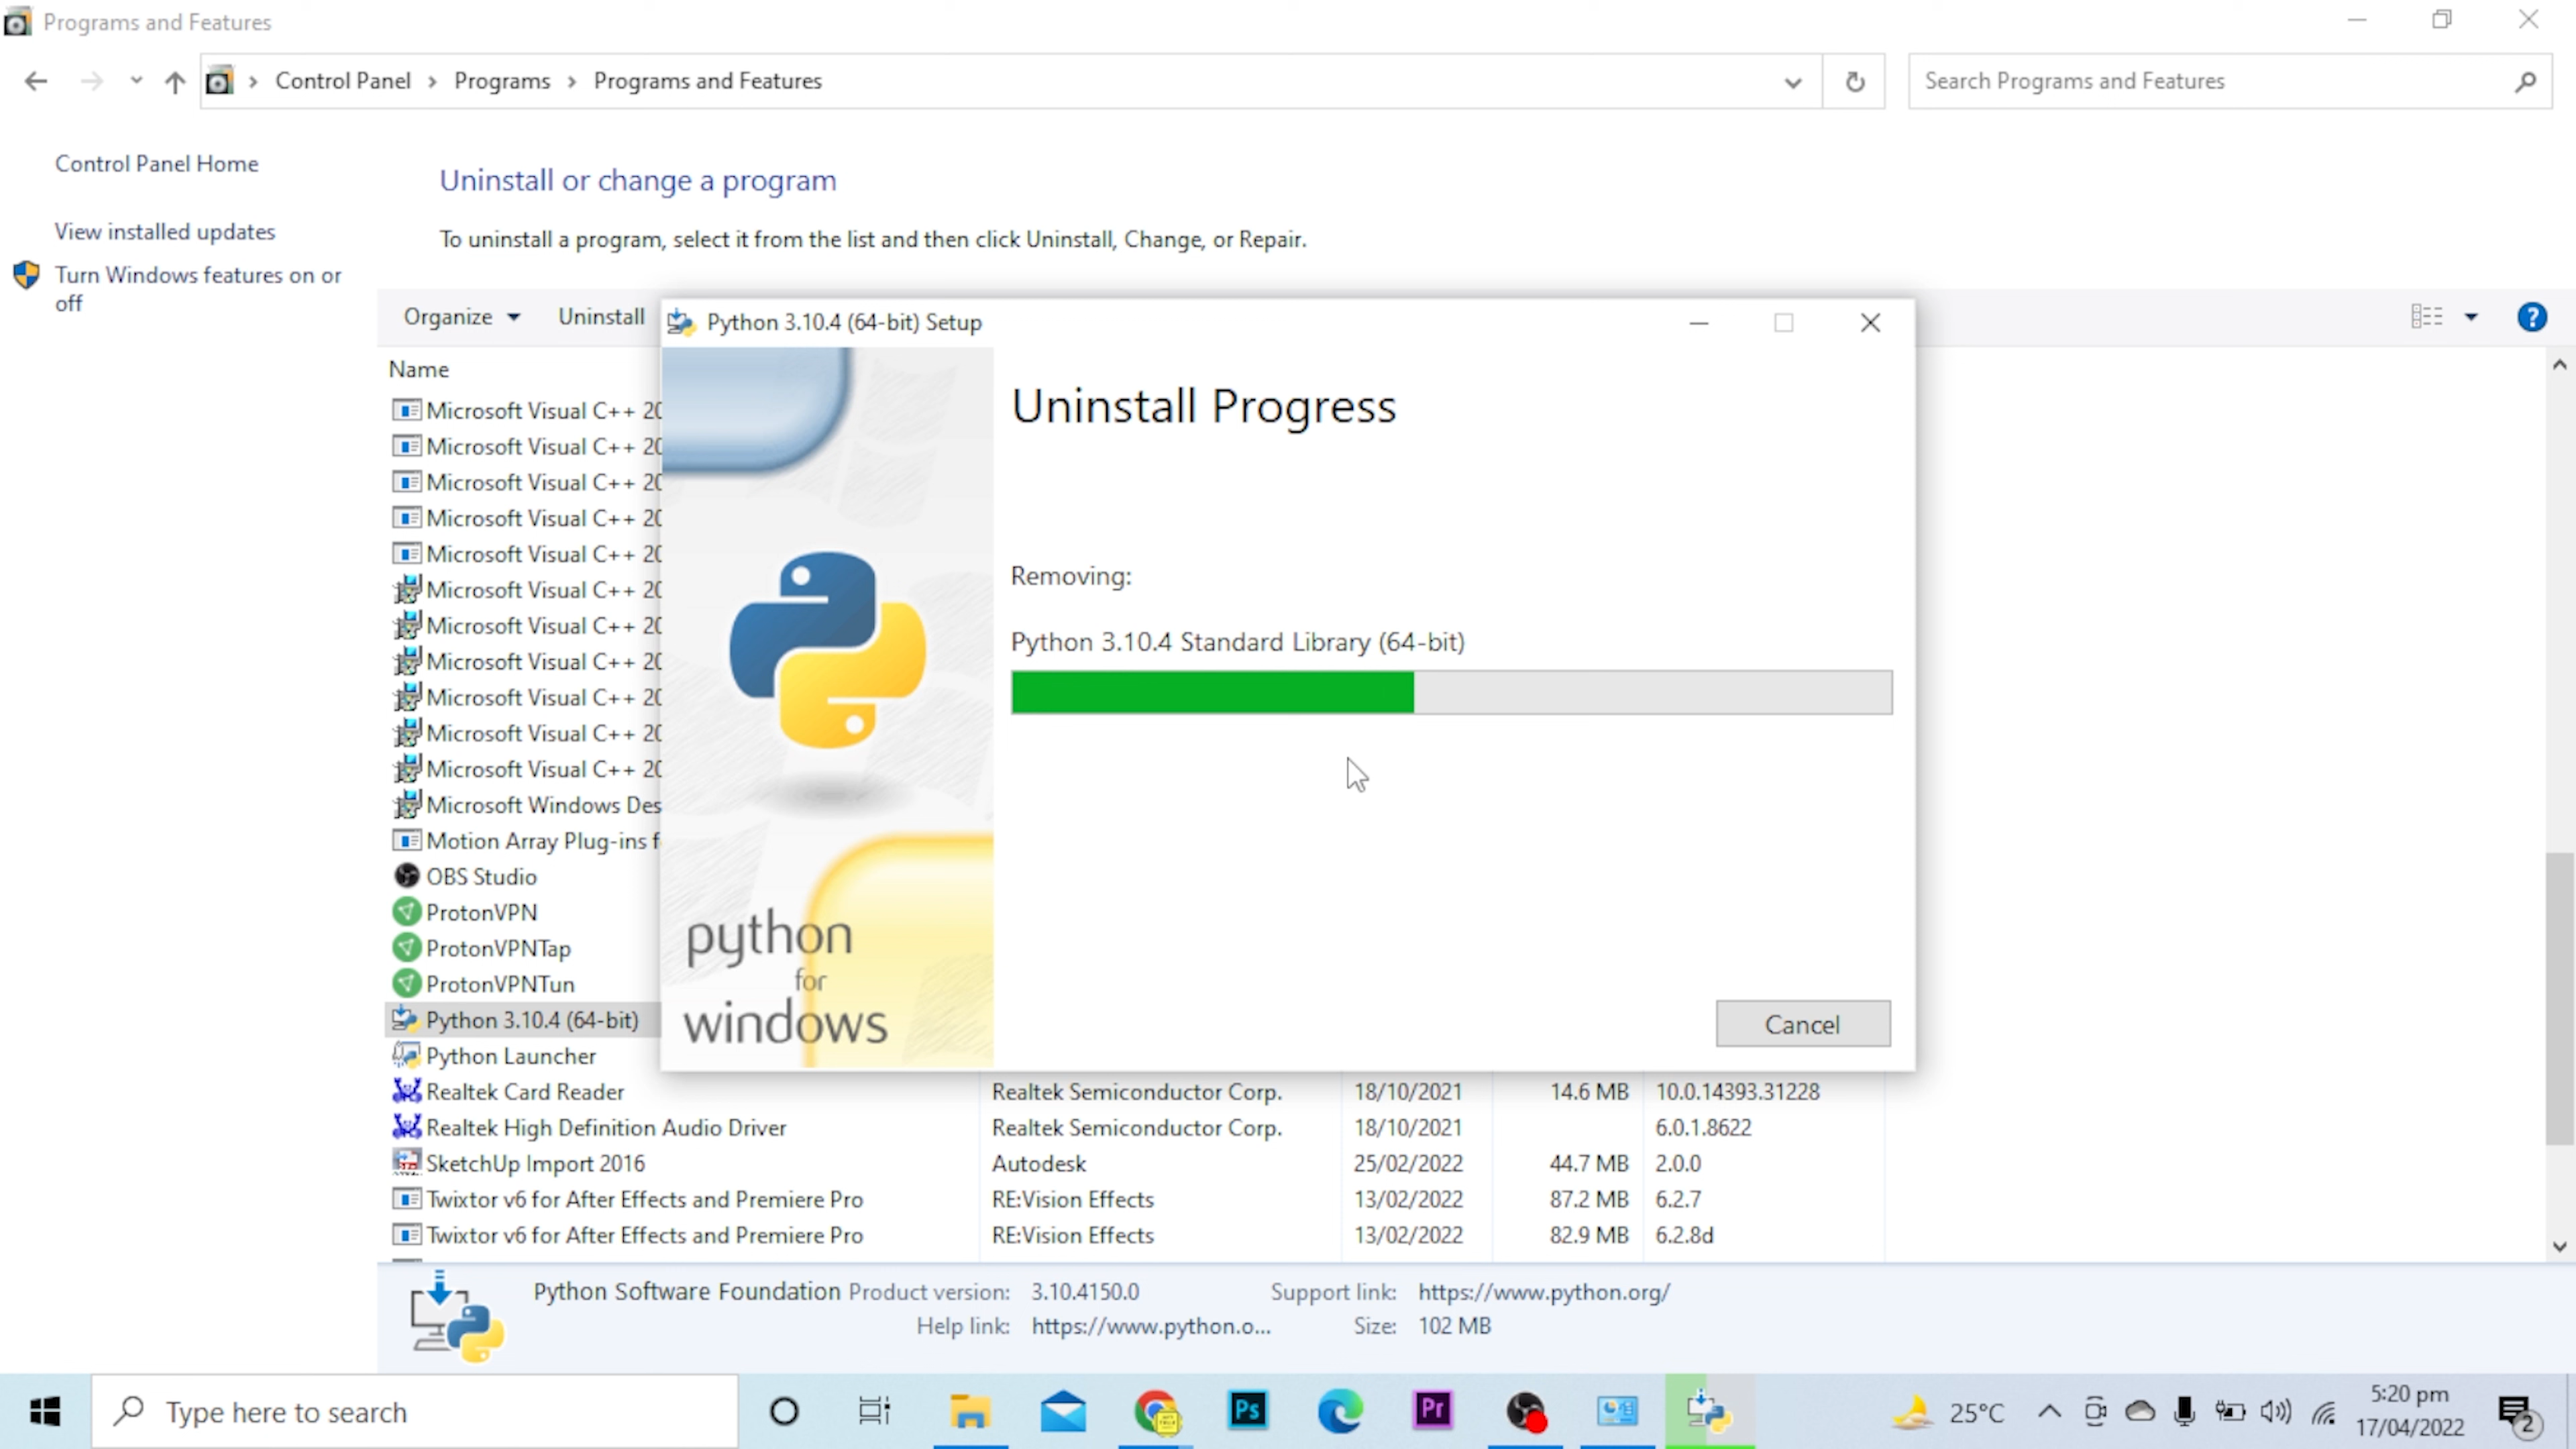 Programs and Features
Control Panel > Programs > Programs and Features
Search Programs and Features
Control Panel Home
View installed updates
Turn Windows features on or
off
Uninstall or change a program
To uninstall a program, select it from the list and then click Uninstall, Change, or Repair.
Organize
Uninstall
Name
Microsoft Visual C++ 20
Microsoft Visual C++ 20
Microsoft Visual C++ 20
Microsoft Visual C++ 20
Microsoft Visual C++ 20
Microsoft Visual C++ 20
Microsoft Visual C++ 20
Microsoft Visual C++ 20
Microsoft Visual C++ 20
Microsoft Visual C++ 20
Microsoft Visual C++ 20
Microsoft Windows Des
Motion Array Plug-ins f
OBS Studio
ProtonVPN
ProtonVPNTap
ProtonVPNTun
Python 3.10.4 (64-bit)
Python Launcher
Realtek Card Reader Realtek Semiconductor Corp. 18/10/2021 14.6 MB 10.0.14393.31228
Realtek High Definition Audio Driver Realtek Semiconductor Corp. 18/10/2021 6.0.1.8622
SketchUp Import 2016 Autodesk 25/02/2022 44.7 MB 2.0.0
Twixtor v6 for After Effects and Premiere Pro RE:Vision Effects 13/02/2022 87.2 MB 6.2.7
Twixtor v6 for After Effects and Premiere Pro RE:Vision Effects 13/02/2022 82.9 MB 6.2.8d
Python 3.10.4 (64-bit) Setup
Uninstall Progress
Removing:
Python 3.10.4 Standard Library (64-bit)
python
for
windows
Cancel
Python Software Foundation Product version: 3.10.4150.0 Support link: https://www.python.org/
Help link: https://www.python.o... Size: 102 MB
Type here to search
Ps
Pr
25°C
5:20 pm
17/04/2022
2